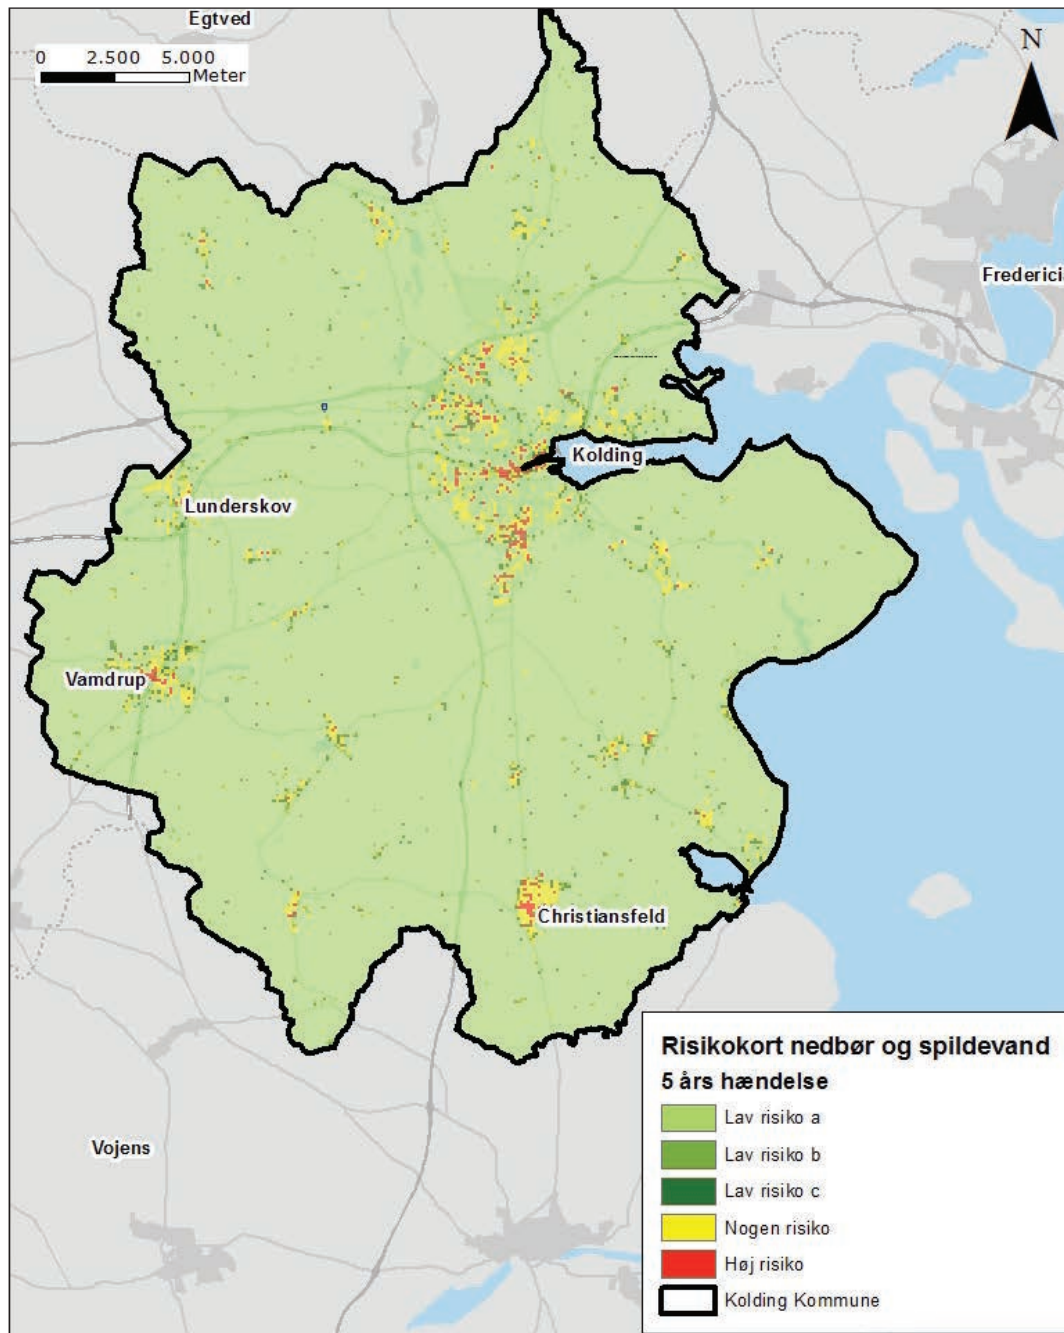 Egtved
0 2.500 5.000
Meter
N
Fredericia
Kolding
Lunderskov
Vamdrup
Christiansfeld
Vojens
Risikokort nedbør og spildevand
5 års hændelse
Lav risiko a
Lav risiko b
Lav risiko c
Nogen risiko
Høj risiko
Kolding Kommune